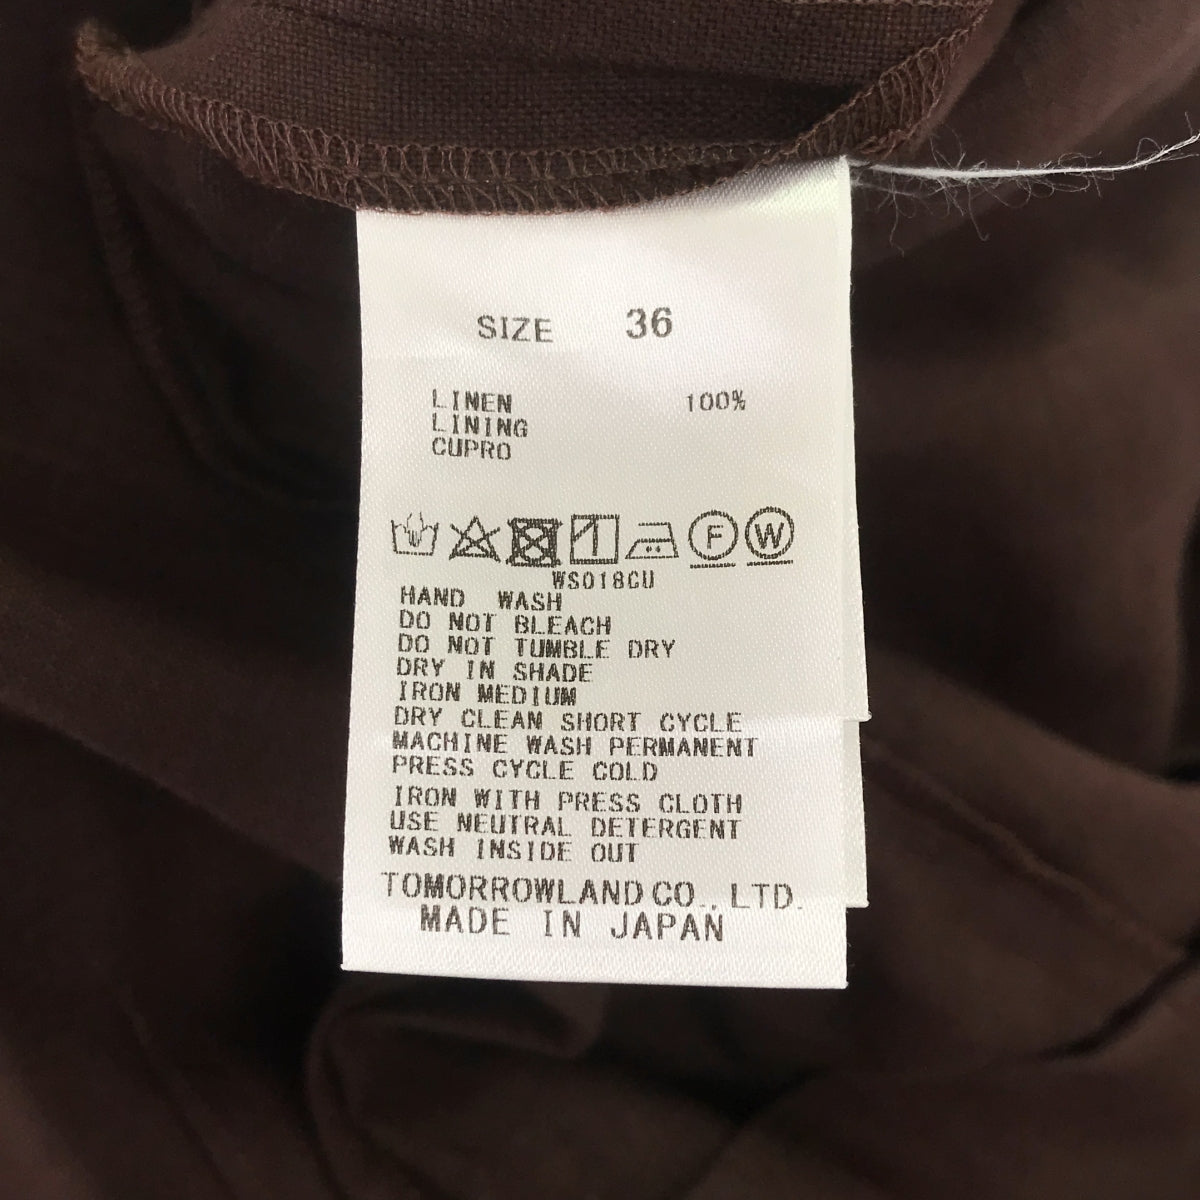 SIZE 36
LINEN 100%
LINING
CUPRO
F W
WS018CU
HAND WASH
DO NOT BLEACH
DO NOT TUMBLE DRY
DRY IN SHADE
IRON MEDIUM
DRY CLEAN SHORT CYCLE
MACHINE WASH PERMANENT
PRESS CYCLE COLD
IRON WITH PRESS CLOTH
USE NEUTRAL DETERGENT
WASH INSIDE OUT
TOMORROWLAND CO., LTD.
MADE IN JAPAN